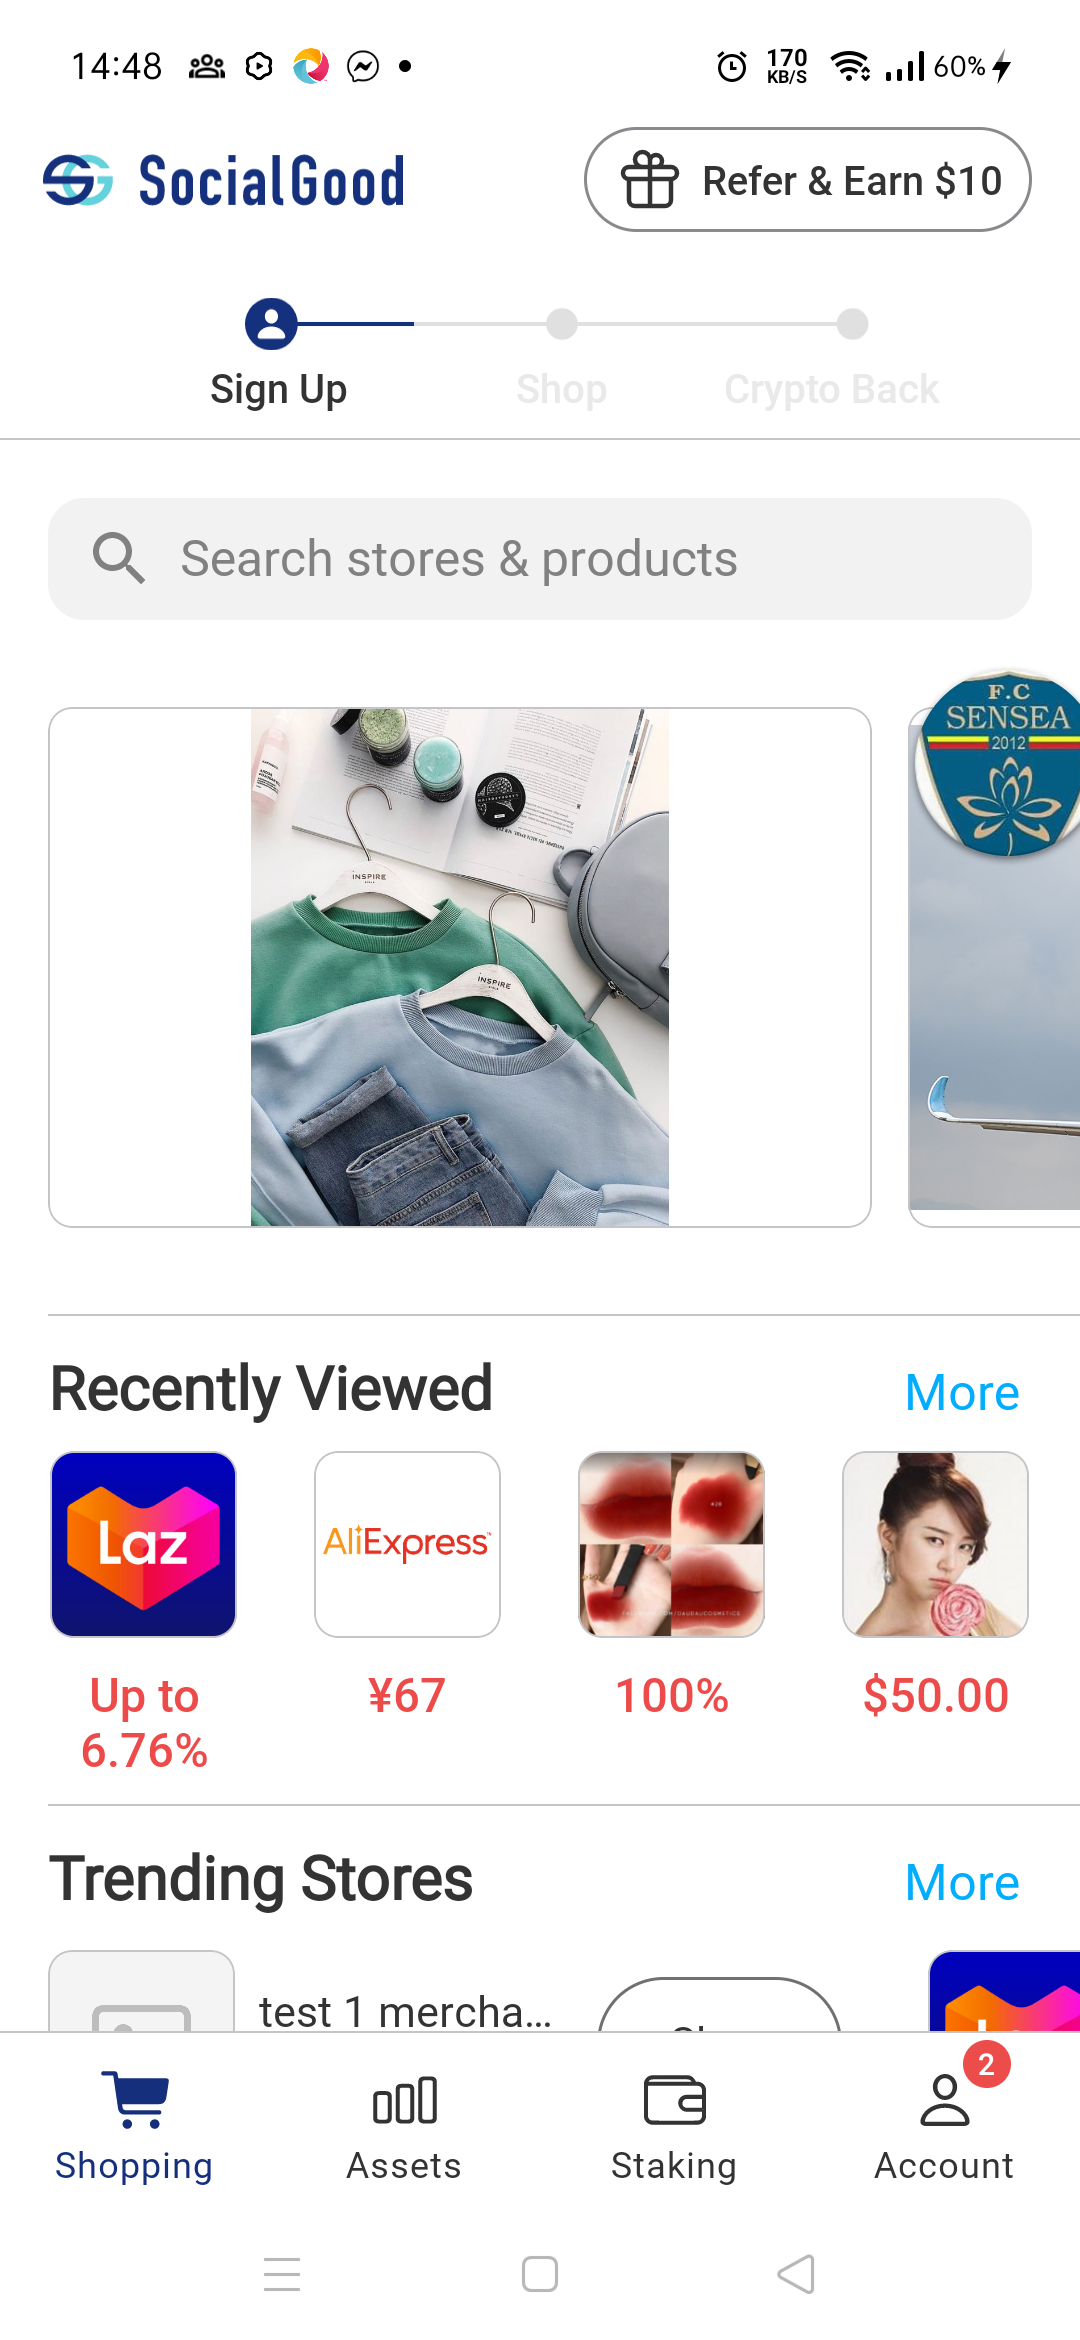 14:48
170
KB/S
60%
SocialGood
Refer & Earn $10
Sign Up
Shop
Crypto Back
Search stores & products
F.C
SENSEA
2012
INSPIRE
INSPIRE
Recently Viewed
More
Laz
AliExpress
Up to
6.76%
¥67
100%
$50.00
Trending Stores
More
test 1 mercha...
2
Shopping
Assets
Staking
Account